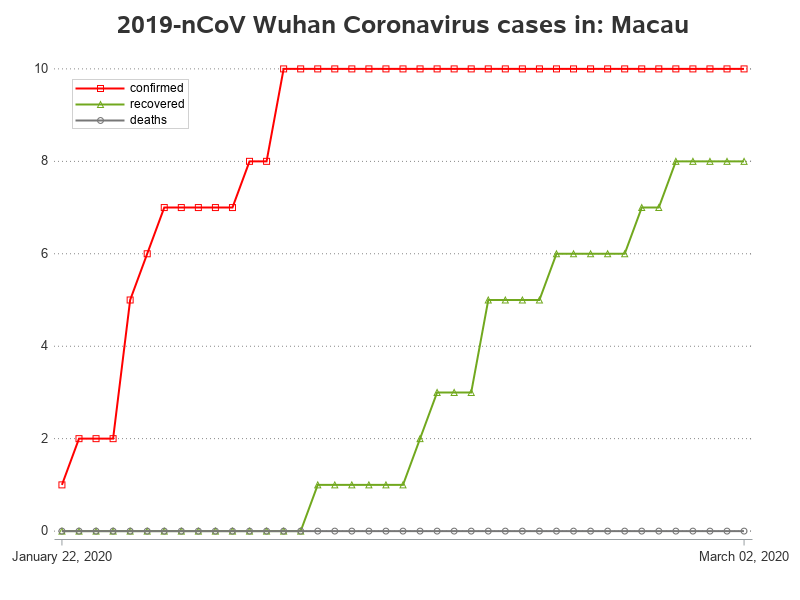 2019-nCoV Wuhan Coronavirus cases in: Macau
10
confirmed
recovered
deaths
8
6
4
2
0
January 22, 2020
March 02, 2020